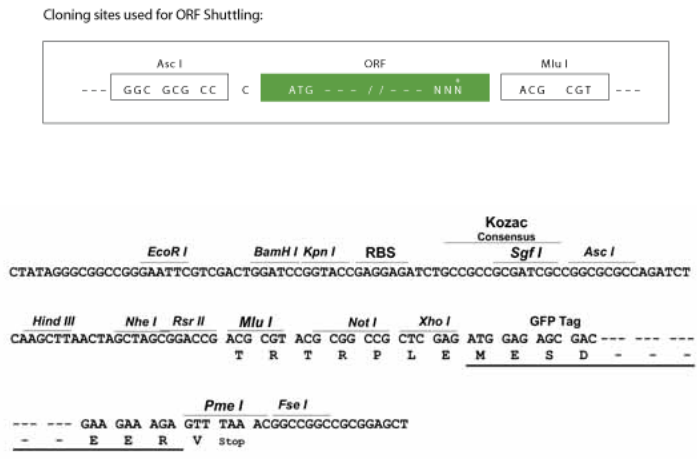 Cloning sites used for ORF Shuttling:
Asc I ORF Mlu I
--- GGC GCG CC C ATG --- // --- NNN* ACG CGT ---
Kozac
Consensus
EcoR I BamH I Kpn I RBS Sgf I Asc I
CTATAGGGCGGCCGGGAATTCGTCGACTGGATCCGGTACCGAGGAGATCTGCCGCCGCGATCGCCGGCGCGCCAGATCT
Hind III Nhe I Rsr II Mlu I Not I Xho I GFP Tag
CAAGCTTAACTAGCTAGCGGACCG ACG CGT ACG CGG CCG CTC GAG ATG GAG AGC GAC --- --- ---
T R T R P L E M E S D - - -
Pme I Fse I
--- --- GAA GAA AGA GTT TAA ACGGCCGGCCGCGGAGCT
- - E E R V Stop